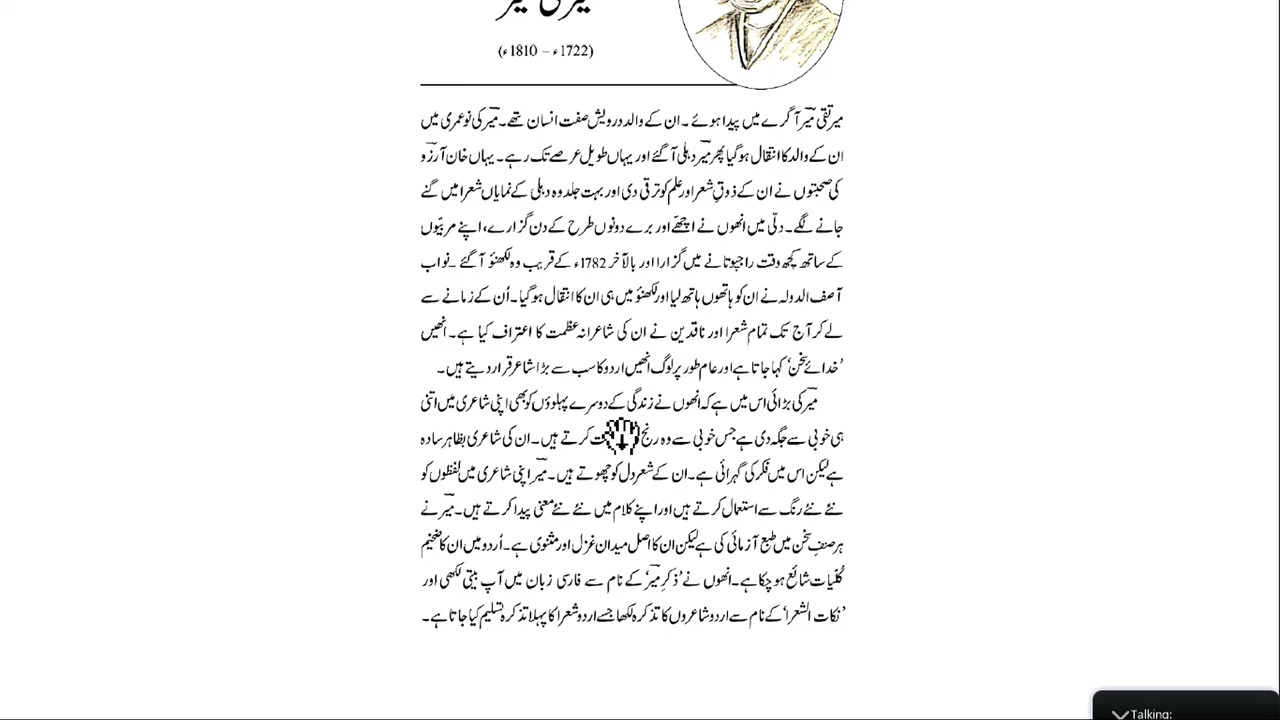 (1722ء – 1810ء)
میر تقی میرؔ آگرے میں پیدا ہوئے ۔ ان کے والد درویش صفت انسان تھے۔ میرؔ کی نوعمری میں
ان کے والد کا انتقال ہوگیا پھر میرؔ دہلی آگئے اور یہاں طویل عرصے تک رہے۔ یہاں خان آرزوؔ
کی صحبتوں نے ان کے ذوقِ شعر اور علم کو ترقی دی اور بہت جلد وہ دہلی کے نمایاں شعرا میں گنے
جانے لگے۔ دلّی میں انھوں نے اچھّے اور برے دونوں طرح کے دن گزارے، اپنے مربیّوں
کے ساتھ کچھ وقت راجپوتانے میں گزارا اور بالآخر 1782ء کے قریب وہ لکھنؤ آگئے ۔ نواب
آصف الدولہ نے ان کو ہاتھوں ہاتھ لیا اور لکھنؤ میں ہی ان کا انتقال ہوگیا۔ اُن کے زمانے سے
لے کر آج تک تمام شعرا اور ناقدین نے ان کی شاعرانہ عظمت کا اعتراف کیا ہے۔ انھیں
’خدائے سخن‘ کہا جاتا ہے اور عام طور پر لوگ انھیں اردو کا سب سے بڑا شاعر قرار دیتے ہیں ۔
میرؔ کی بڑائی اس میں ہے کہ انھوں نے زندگی کے دوسرے پہلوؤں کو بھی اپنی شاعری میں اتنی
ہی خوبی سے جگہ دی ہے جس خوبی سے وہ رنج کرتے ہیں۔ ان کی شاعری بظاہر سادہ
ہے لیکن اس میں فکر کی گہرائی ہے۔ ان کے شعر دل کو چھوتے ہیں ۔ میرؔ اپنی شاعری میں لفظوں کو
نئے نئے رنگ سے استعمال کرتے ہیں اور اپنے کلام میں نئے نئے معنی پیدا کرتے ہیں۔ میرؔ نے
ہر صنفِ سخن میں طبع آزمائی کی ہے لیکن ان کا اصل میدان غزل اور مثنوی ہے۔ اُردو میں ان کا ضخیم
کُلّیات شائع ہوچکا ہے۔ انھوں نے ’ذکرِ میرؔ‘ کے نام سے فارسی زبان میں آپ بیتی لکھی اور
’نکات الشعرا‘ کے نام سے اردو شاعروں کا تذکرہ لکھا جسے اردو شعرا کا پہلا تذکرہ تسلیم کیا جاتا ہے۔
Talking: